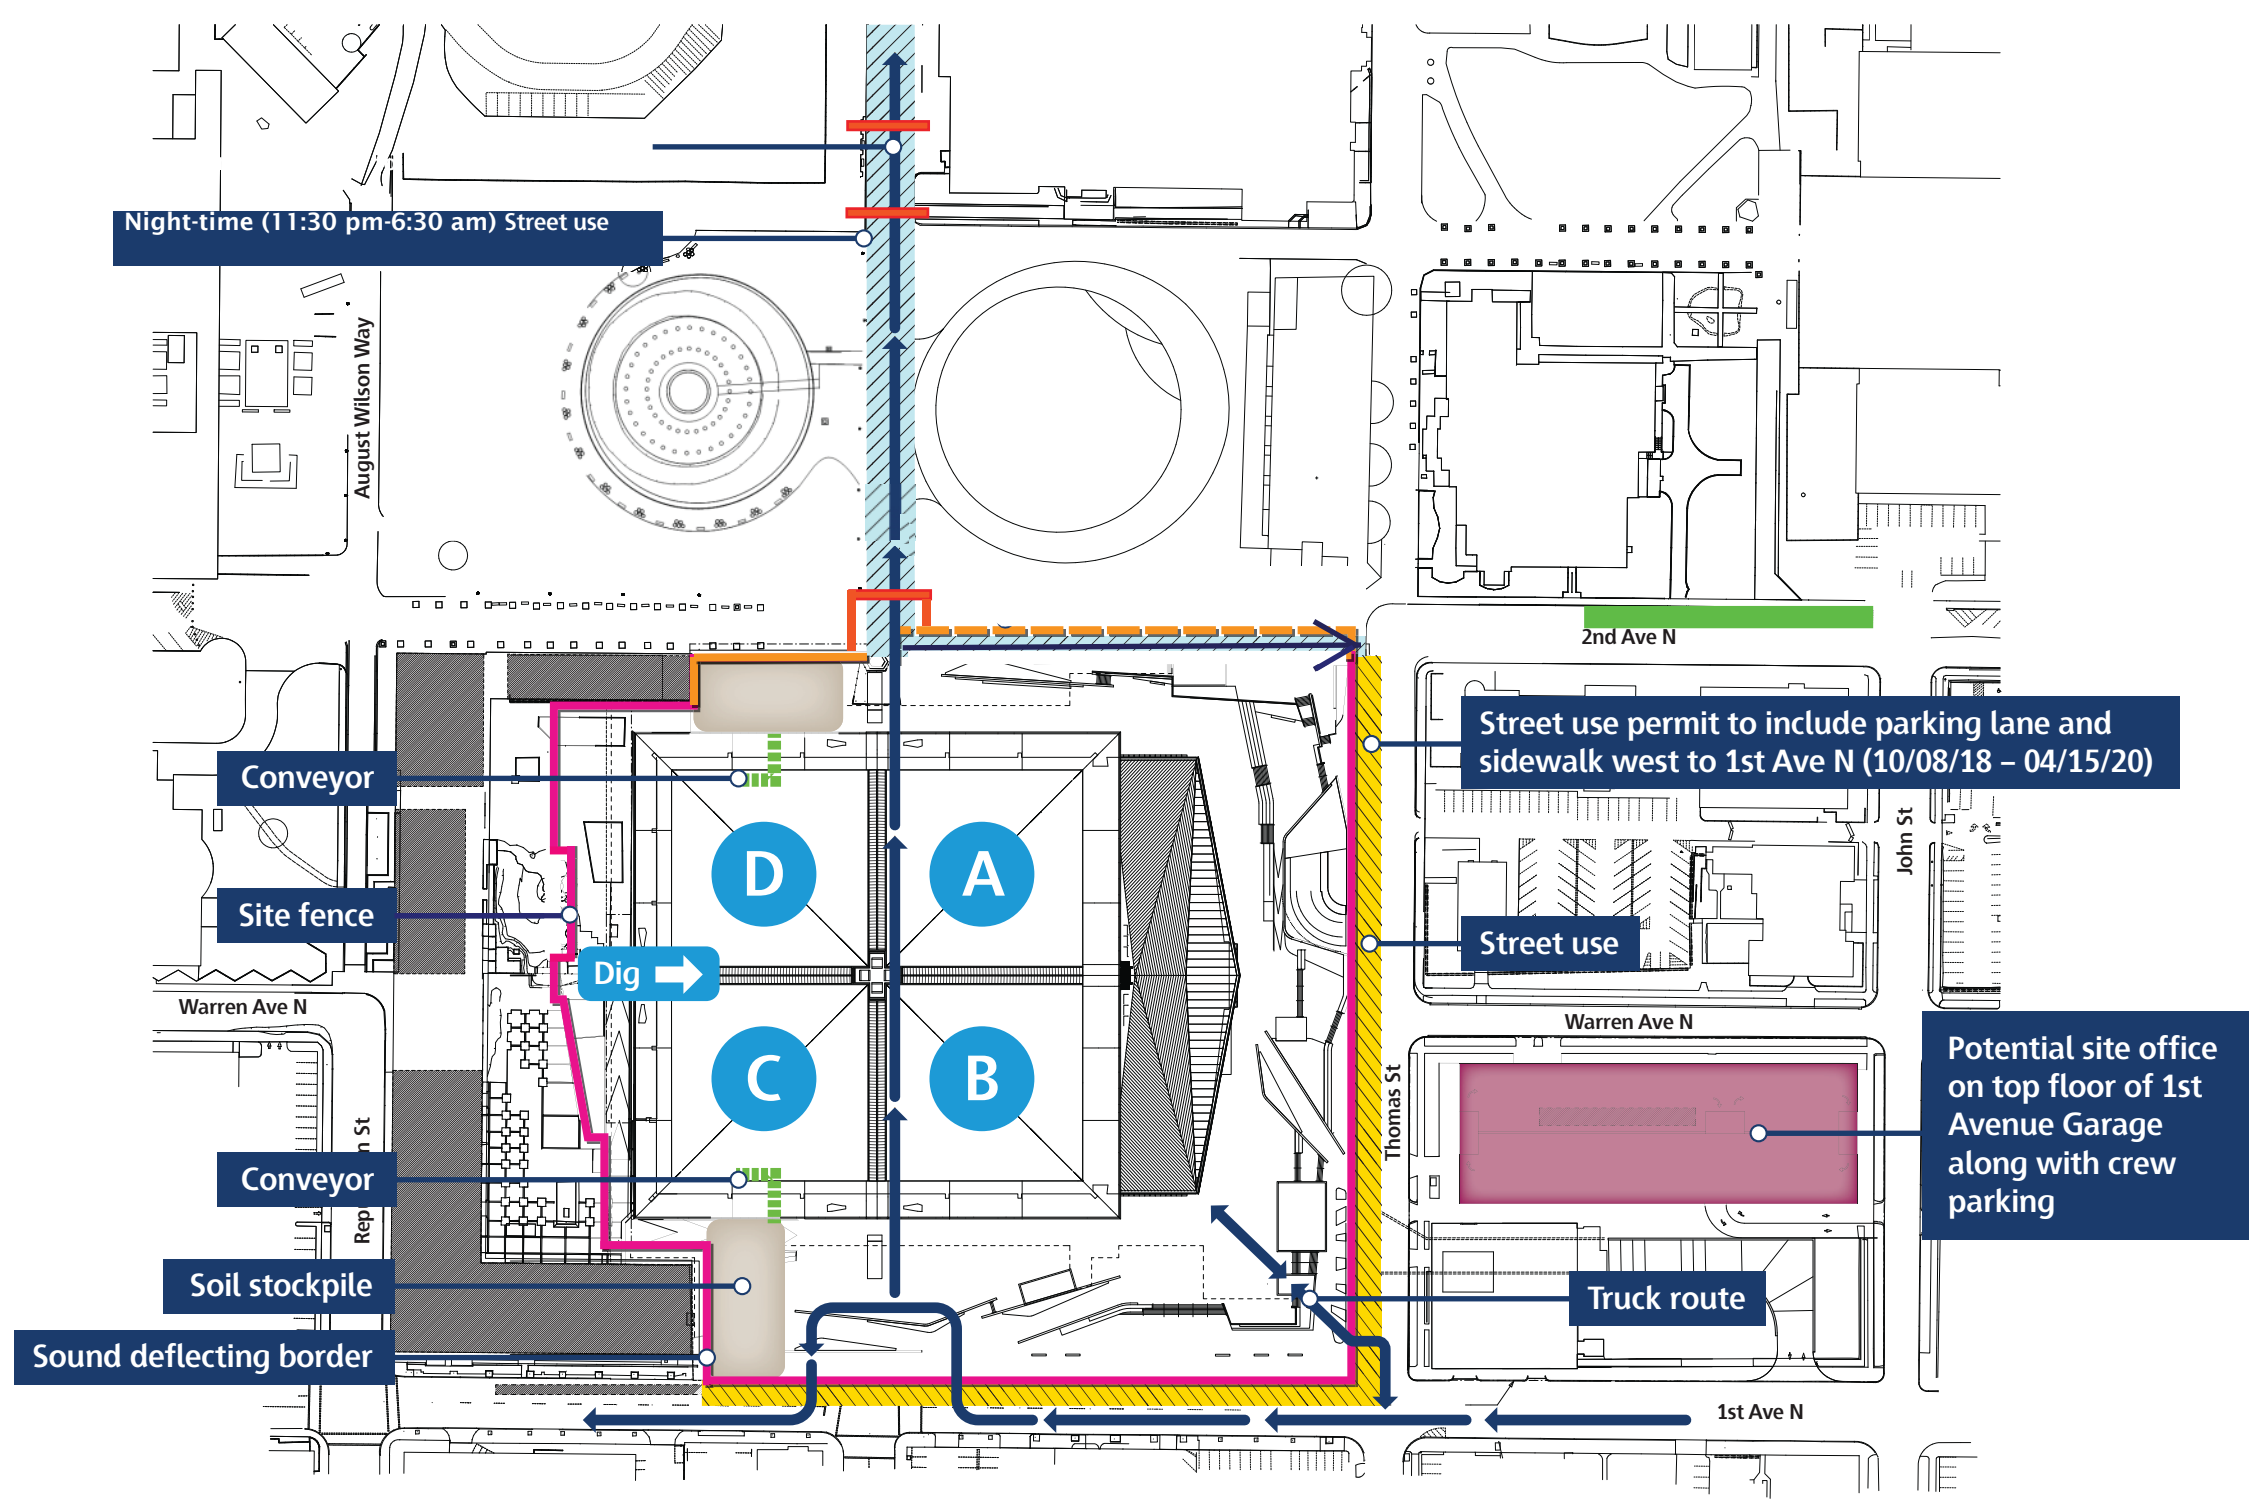 Night-time (11:30 pm-6:30 am) Street use
August Wilson Way
2nd Ave N
Street use permit to include parking lane and
sidewalk west to 1st Ave N (10/08/18 – 04/15/20)
Conveyor
D
A
John St
Site fence
Street use
Dig
Warren Ave N
Warren Ave N
C
B
Thomas St
Potential site office
on top floor of 1st
Avenue Garage
along with crew
parking
Conveyor
Soil stockpile
Truck route
Sound deflecting border
1st Ave N